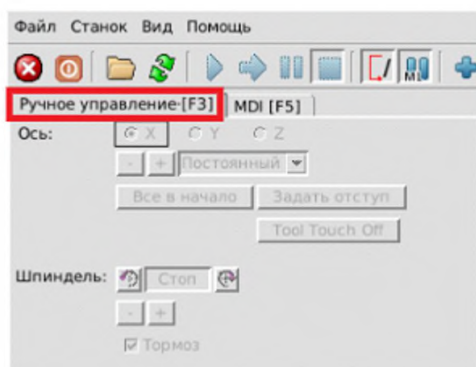 Файл Станок Вид Помощь
Ручное управление-[F3] MDI [F5]
Ось: X Y Z
- + Постоянный
Все в начало Задать отступ
Tool Touch Off
Шпиндель: Стоп
- +
Тормоз